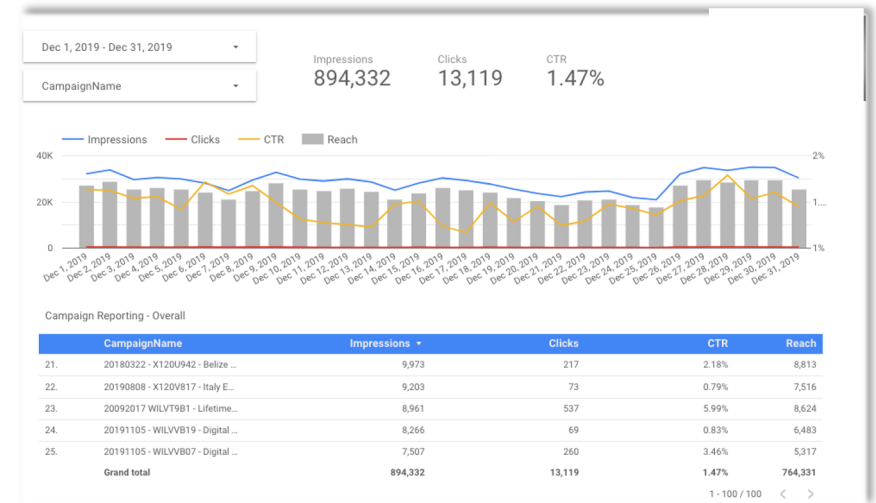 Dec 1, 2019 - Dec 31, 2019
CampaignName
Impressions
894,332
Clicks
13,119
CTR
1.47%
Impressions Clicks CTR Reach
40K
20K
0
2%
1....
1%
Dec 1, 2019
Dec 2, 2019
Dec 3, 2019
Dec 4, 2019
Dec 5, 2019
Dec 6, 2019
Dec 7, 2019
Dec 8, 2019
Dec 9, 2019
Dec 10, 2019
Dec 11, 2019
Dec 12, 2019
Dec 13, 2019
Dec 14, 2019
Dec 15, 2019
Dec 16, 2019
Dec 17, 2019
Dec 18, 2019
Dec 19, 2019
Dec 20, 2019
Dec 21, 2019
Dec 22, 2019
Dec 23, 2019
Dec 24, 2019
Dec 25, 2019
Dec 26, 2019
Dec 27, 2019
Dec 28, 2019
Dec 29, 2019
Dec 30, 2019
Dec 31, 2019
Campaign Reporting - Overall
CampaignName Impressions Clicks CTR Reach
21. 20180322 - X120U942 - Belize ... 9,973 217 2.18% 8,813
22. 20190808 - X120V817 - Italy E... 9,203 73 0.79% 7,516
23. 20092017 WILVT9B1 - Lifetime... 8,961 537 5.99% 8,624
24. 20191105 - WILVVB19 - Digital ... 8,266 69 0.83% 6,483
25. 20191105 - WILVVB07 - Digital ... 7,507 260 3.46% 5,317
Grand total 894,332 13,119 1.47% 764,331
1 - 100 / 100